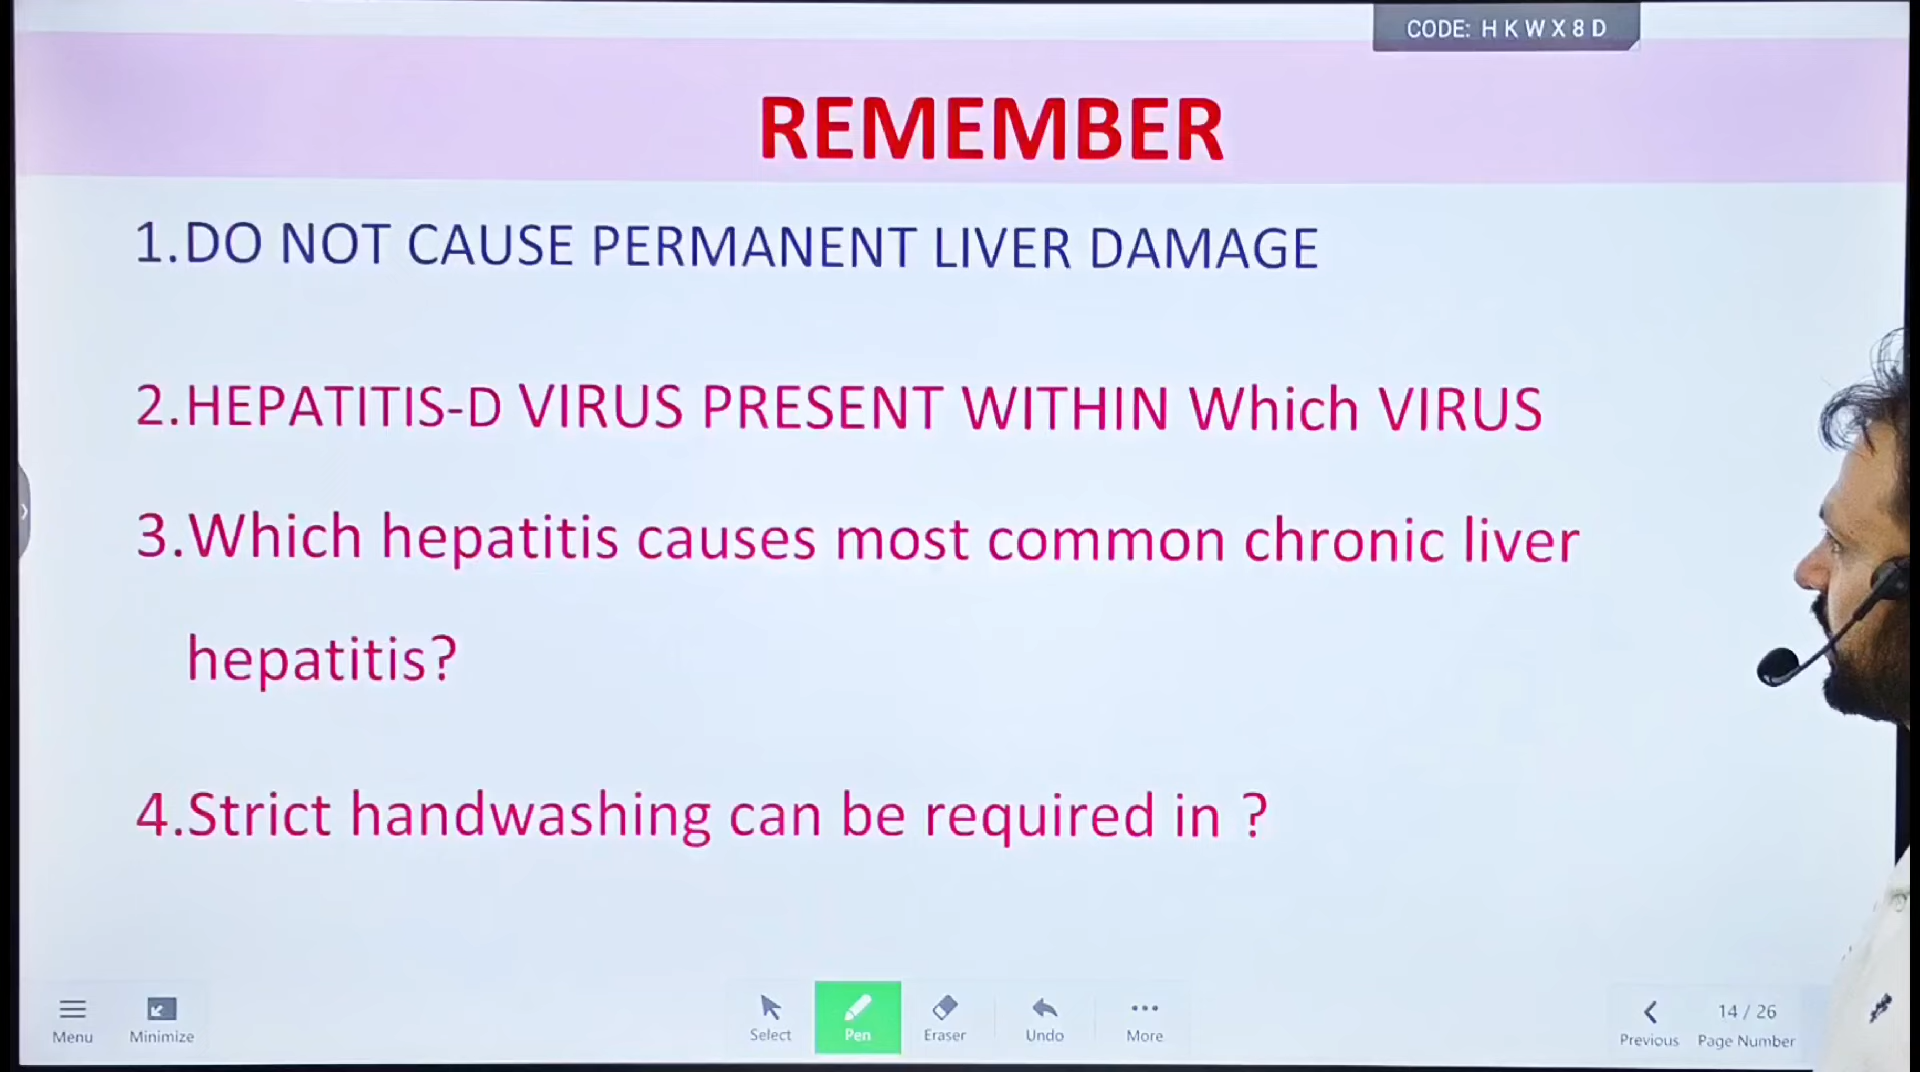 CODE: H K W X 8 D
REMEMBER
1.DO NOT CAUSE PERMANENT LIVER DAMAGE
2.HEPATITIS-D VIRUS PRESENT WITHIN Which VIRUS
3.Which hepatitis causes most common chronic liver
hepatitis?
4.Strict handwashing can be required in ?
Menu
Minimize
Select
Pen
Eraser
Undo
More
Previous
14 / 26
Page Number